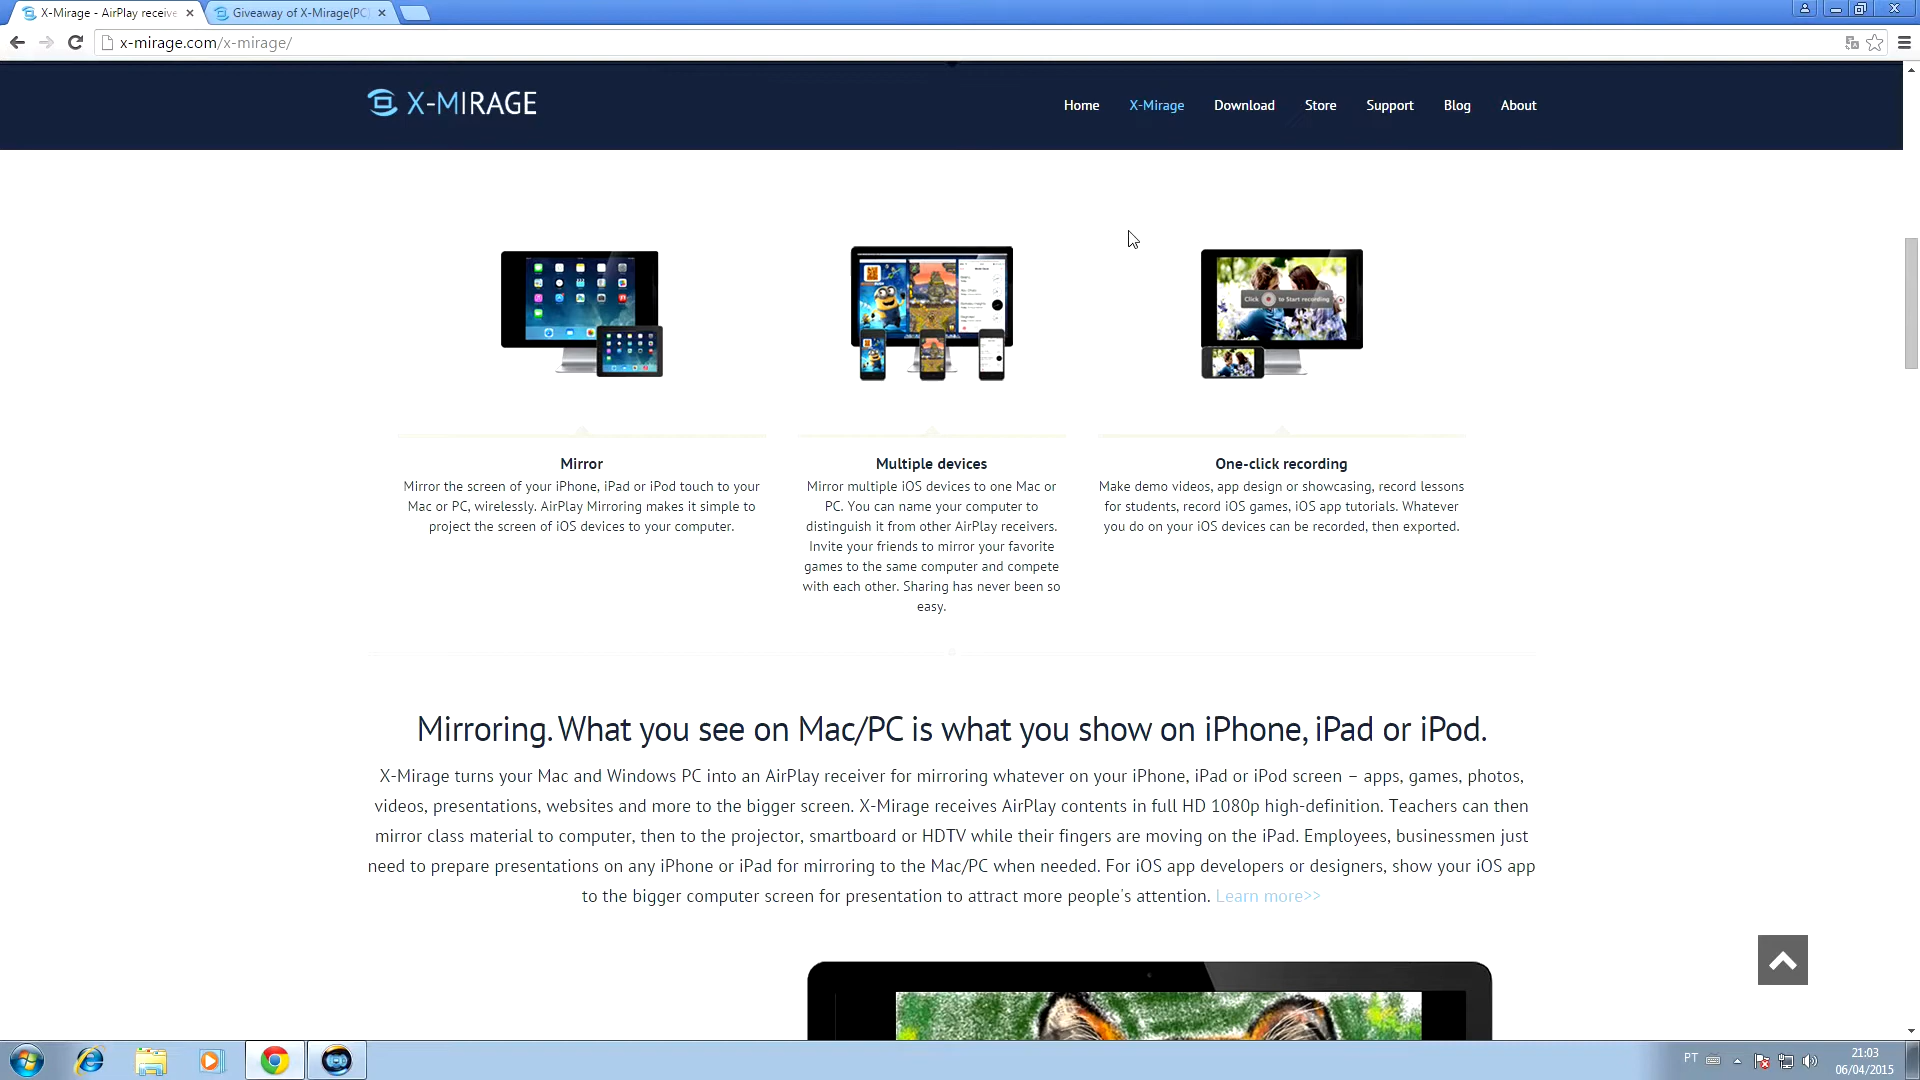 X-Mirage - AirPlay receive
Giveaway of X-Mirage(PC
x-mirage.com/x-mirage/
X-MIRAGE
Home
X-Mirage
Download
Store
Support
Blog
About
Click to Start recording
Mirror
Mirror the screen of your iPhone, iPad or iPod touch to your
Mac or PC, wirelessly. AirPlay Mirroring makes it simple to
project the screen of iOS devices to your computer.
Multiple devices
Mirror multiple iOS devices to one Mac or
PC. You can name your computer to
distinguish it from other AirPlay receivers.
Invite your friends to mirror your favorite
games to the same computer and compete
with each other. Sharing has never been so
easy.
One-click recording
Make demo videos, app design or showcasing, record lessons
for students, record iOS games, iOS app tutorials. Whatever
you do on your iOS devices can be recorded, then exported.
Mirroring. What you see on Mac/PC is what you show on iPhone, iPad or iPod.
X-Mirage turns your Mac and Windows PC into an AirPlay receiver for mirroring whatever on your iPhone, iPad or iPod screen – apps, games, photos,
videos, presentations, websites and more to the bigger screen. X-Mirage receives AirPlay contents in full HD 1080p high-definition. Teachers can then
mirror class material to computer, then to the projector, smartboard or HDTV while their fingers are moving on the iPad. Employees, businessmen just
need to prepare presentations on any iPhone or iPad for mirroring to the Mac/PC when needed. For iOS app developers or designers, show your iOS app
to the bigger computer screen for presentation to attract more people's attention. Learn more>>
PT
21:03
06/04/2015